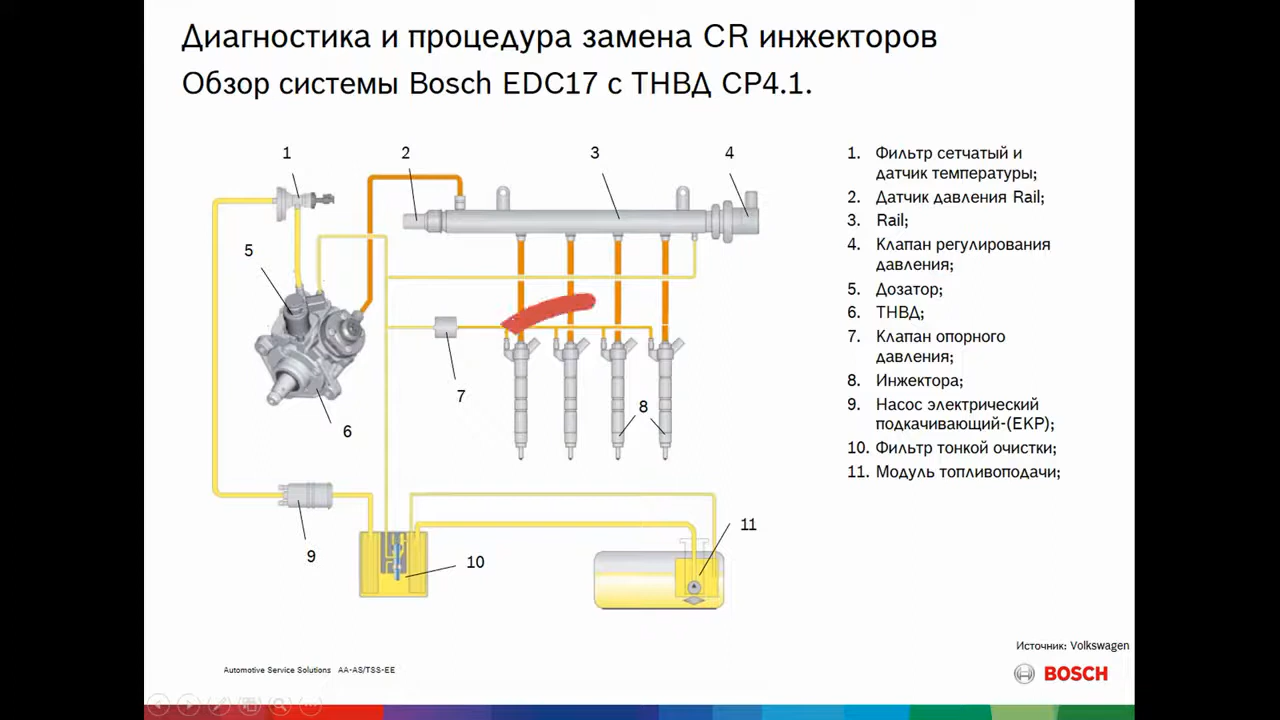 Диагностика и процедура замена CR инжекторов
Обзор системы Bosch EDC17 с ТНВД CP4.1.
1
2
3
4
5
6
7
8
9
10
11
1. Фильтр сетчатый и
датчик температуры;
2. Датчик давления Rail;
3. Rail;
4. Клапан регулирования
давления;
5. Дозатор;
6. ТНВД;
7. Клапан опорного
давления;
8. Инжектора;
9. Насос электрический
подкачивающий-(EKP);
10. Фильтр тонкой очистки;
11. Модуль топливоподачи;
Источник: Volkswagen
Automotive Service Solutions AA-AS/TSS-EE
BOSCH